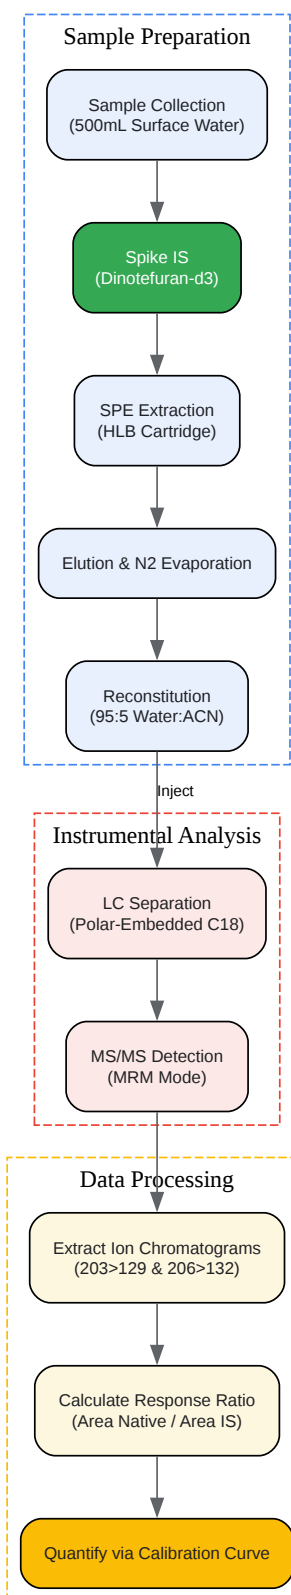 Sample Preparation
Sample Collection
(500mL Surface Water)
Spike IS
(Dinotefuran-d3)
SPE Extraction
(HLB Cartridge)
Elution & N2 Evaporation
Reconstitution
(95:5 Water:ACN)
Inject
Instrumental Analysis
LC Separation
(Polar-Embedded C18)
MS/MS Detection
(MRM Mode)
Data Processing
Extract Ion Chromatograms
(203>129 & 206>132)
Calculate Response Ratio
(Area Native / Area IS)
Quantify via Calibration Curve